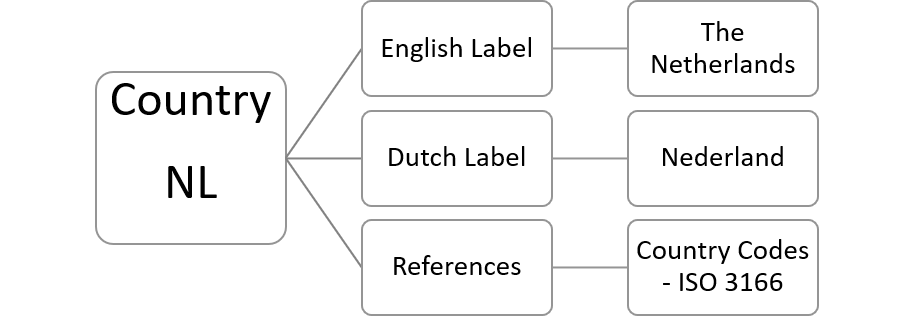 Country
NL
English Label
The
Netherlands
Dutch Label
Nederland
References
Country Codes
- ISO 3166